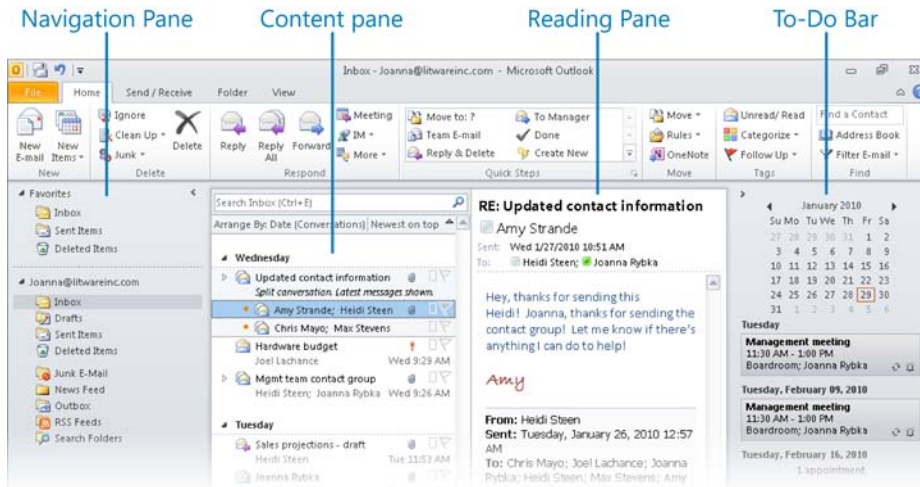 Navigation Pane Content pane Reading Pane To-Do Bar
Inbox - Joanna@litwareinc.com - Microsoft Outlook
File Home Send / Receive Folder View
New E-mail
New Items
New
Ignore
Clean Up
Junk
Delete
Delete
Reply
Reply All
Forward
Meeting
IM
More
Respond
Move to: ?
Team E-mail
Reply & Delete
To Manager
Done
Create New
Quick Steps
Move
Rules
OneNote
Move
Unread/ Read
Categorize
Follow Up
Tags
Find a Contact
Address Book
Filter E-mail
Find
Favorites
Inbox
Sent Items
Deleted Items
Joanna@litwareinc.com
Inbox
Drafts
Sent Items
Deleted Items
Junk E-Mail
News Feed
Outbox
RSS Feeds
Search Folders
Search Inbox (Ctrl+E)
Arrange By: Date (Conversations) Newest on top
Wednesday
Updated contact information
Split conversation. Latest messages shown.
Amy Strande; Heidi Steen
Chris Mayo; Max Stevens
Hardware budget
Joel Lachance Wed 9:29 AM
Mgmt team contact group
Heidi Steen; Joanna Rybka Wed 9:26 AM
Tuesday
Sales projections - draft
Heidi Steen Tue 11:53 AM
Joanna Rybka
RE: Updated contact information
Amy Strande
Sent: Wed 1/27/2010 10:51 AM
To: Heidi Steen; Joanna Rybka
Hey, thanks for sending this
Heidi! Joanna, thanks for sending the
contact group! Let me know if there's
anything I can do to help!
Amy
From: Heidi Steen
Sent: Tuesday, January 26, 2010 12:57
AM
To: Chris Mayo; Joel Lachance; Joanna
Rybka; Heidi Steen; Max Stevens; Amy
January 2010
Su Mo Tu We Th Fr Sa
27 28 29 30 31 1 2
3 4 5 6 7 8 9
10 11 12 13 14 15 16
17 18 19 20 21 22 23
24 25 26 27 28 29 30
31 1 2 3 4 5 6
Tuesday
Management meeting
11:30 AM - 1:00 PM
Boardroom; Joanna Rybka
Tuesday, February 09, 2010
Management meeting
11:30 AM - 1:00 PM
Boardroom; Joanna Rybka
Tuesday, February 16, 2010
1 appointment